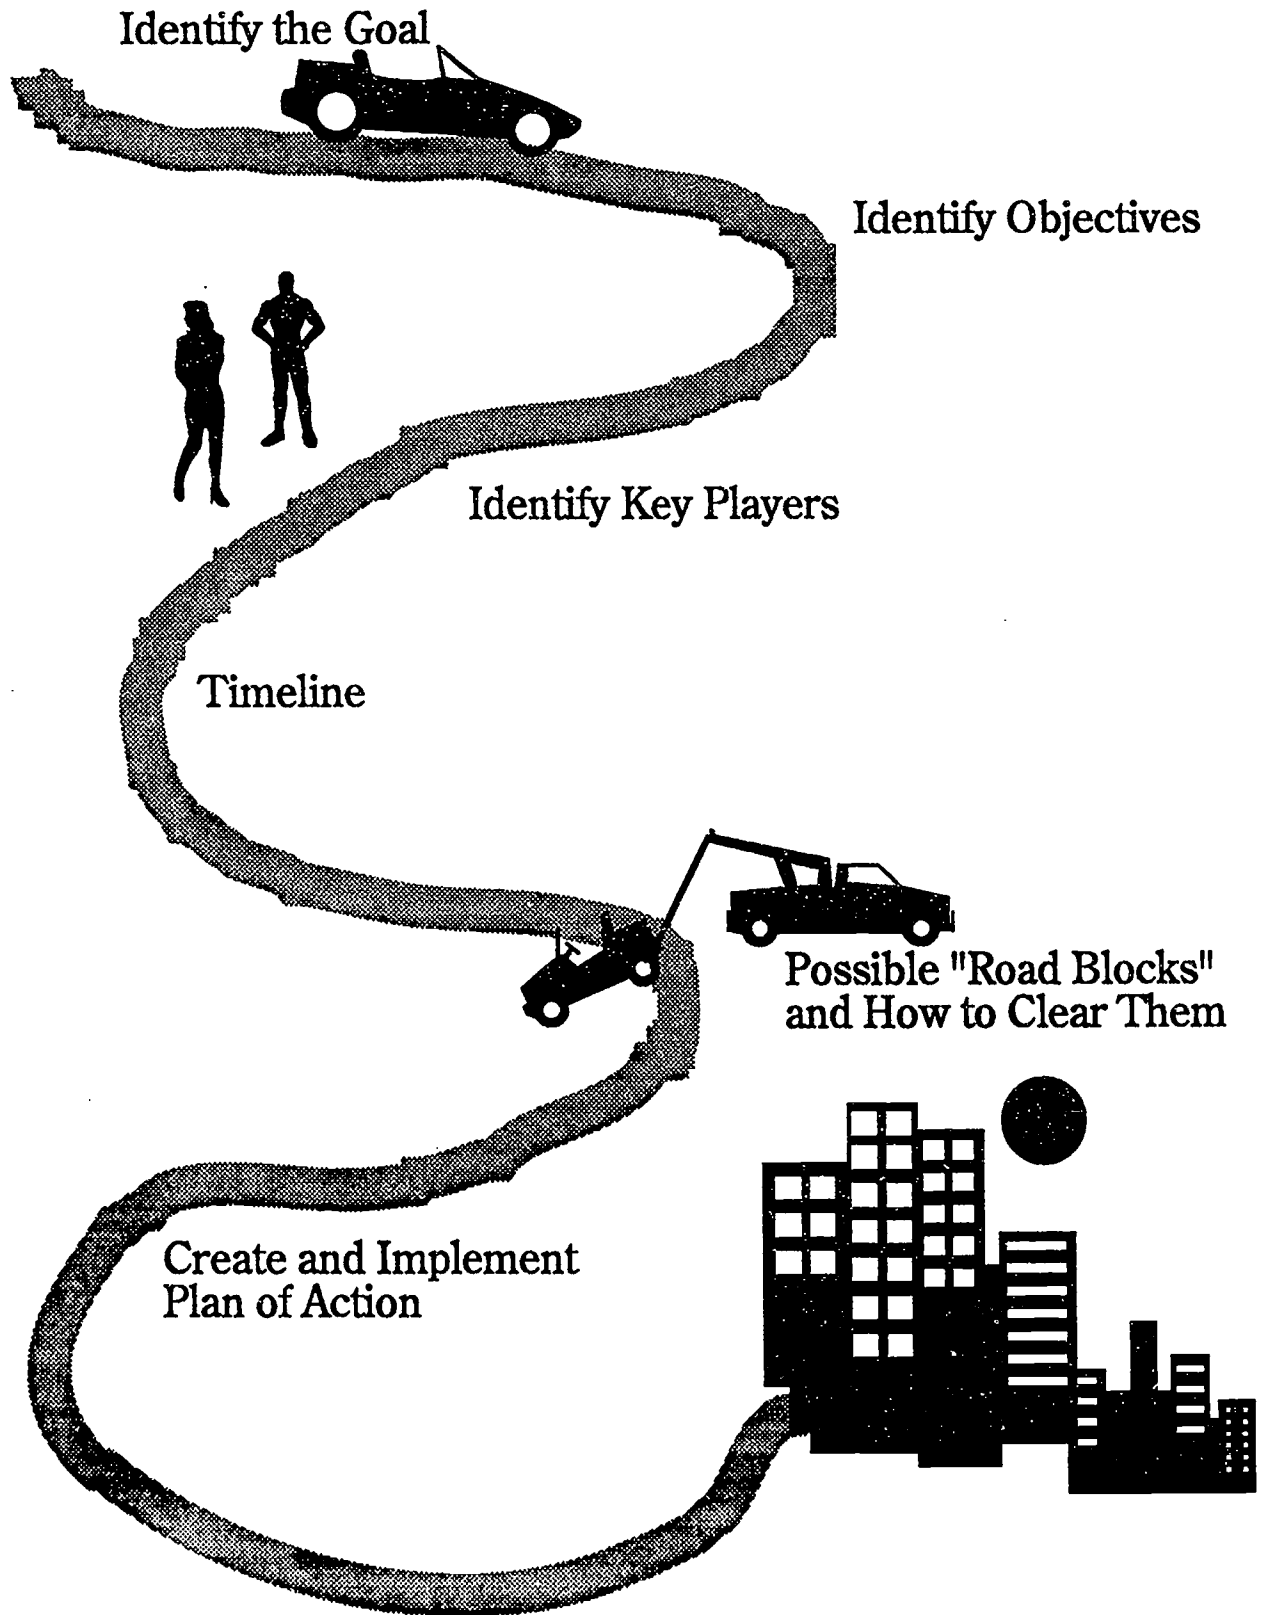 Identify the Goal
Identify Objectives
Identify Key Players
Timeline
Possible "Road Blocks"
and How to Clear Them
Create and Implement
Plan of Action